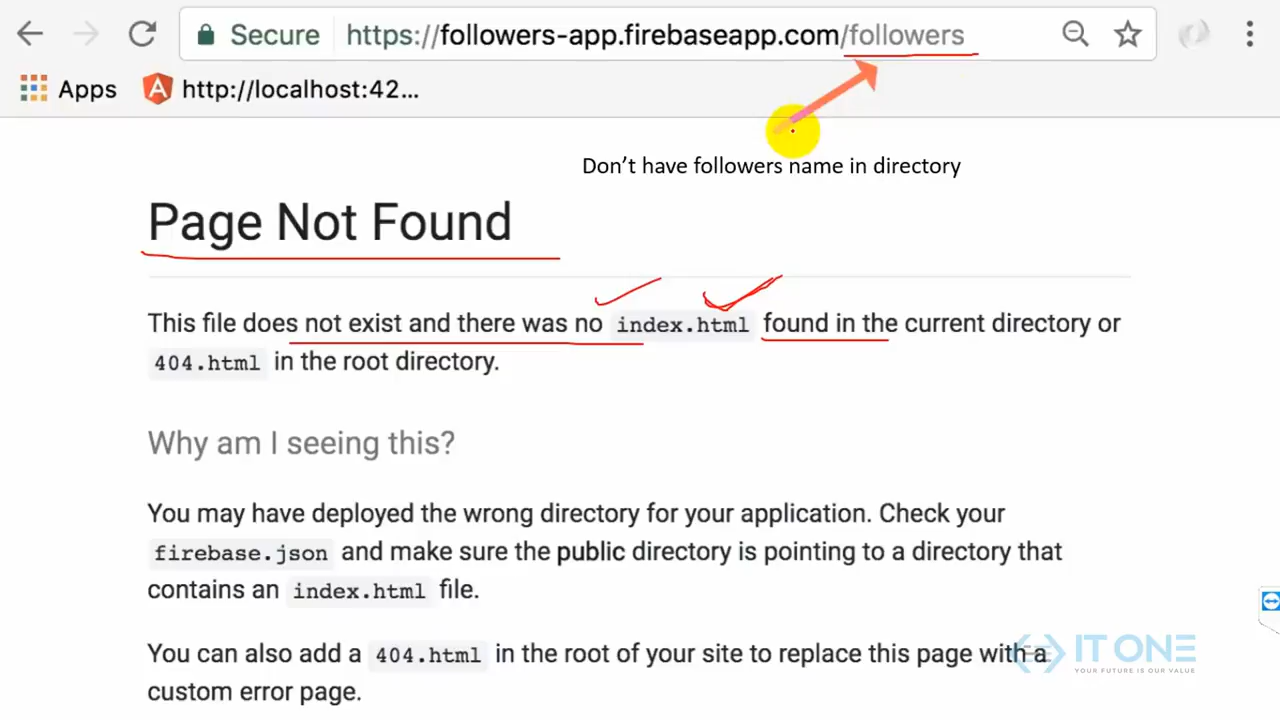 Secure https://followers-app.firebaseapp.com/followers
Apps http://localhost:42...
Don't have followers name in directory
Page Not Found
This file does not exist and there was no index.html found in the current directory or
404.html in the root directory.
Why am I seeing this?
You may have deployed the wrong directory for your application. Check your
firebase.json and make sure the public directory is pointing to a directory that
contains an index.html file.
You can also add a 404.html in the root of your site to replace this page with a
custom error page.
IT ONE
YOUR FUTURE IS OUR VALUE